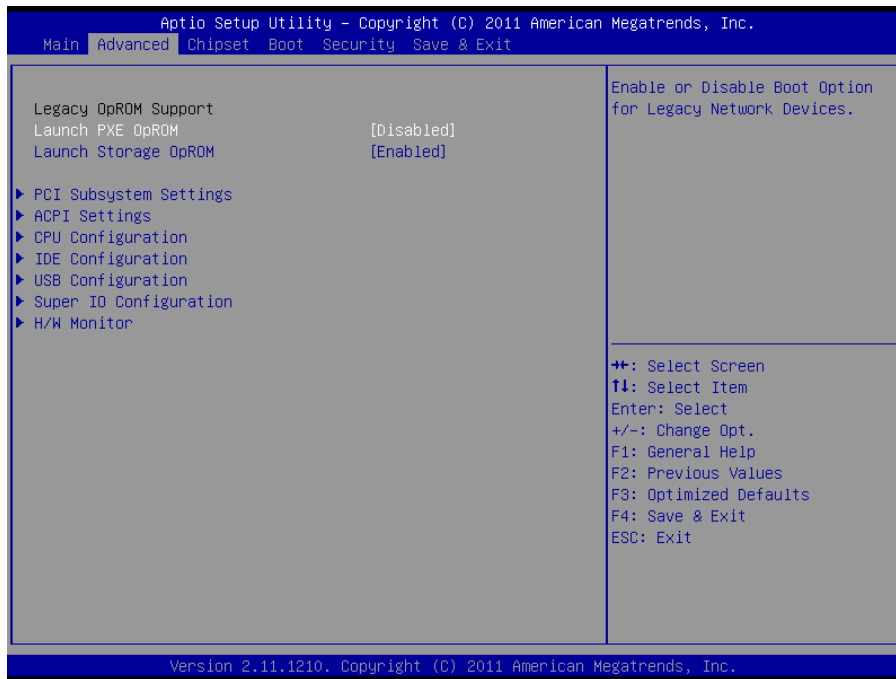 Aptio Setup Utility – Copyright (C) 2011 American Megatrends, Inc.
Main Advanced Chipset Boot Security Save & Exit
Legacy OpROM Support
Launch PXE OpROM [Disabled]
Launch Storage OpROM [Enabled]
PCI Subsystem Settings
ACPI Settings
CPU Configuration
IDE Configuration
USB Configuration
Super IO Configuration
H/W Monitor
Enable or Disable Boot Option
for Legacy Network Devices.
→←: Select Screen
↑↓: Select Item
Enter: Select
+/-: Change Opt.
F1: General Help
F2: Previous Values
F3: Optimized Defaults
F4: Save & Exit
ESC: Exit
Version 2.11.1210. Copyright (C) 2011 American Megatrends, Inc.